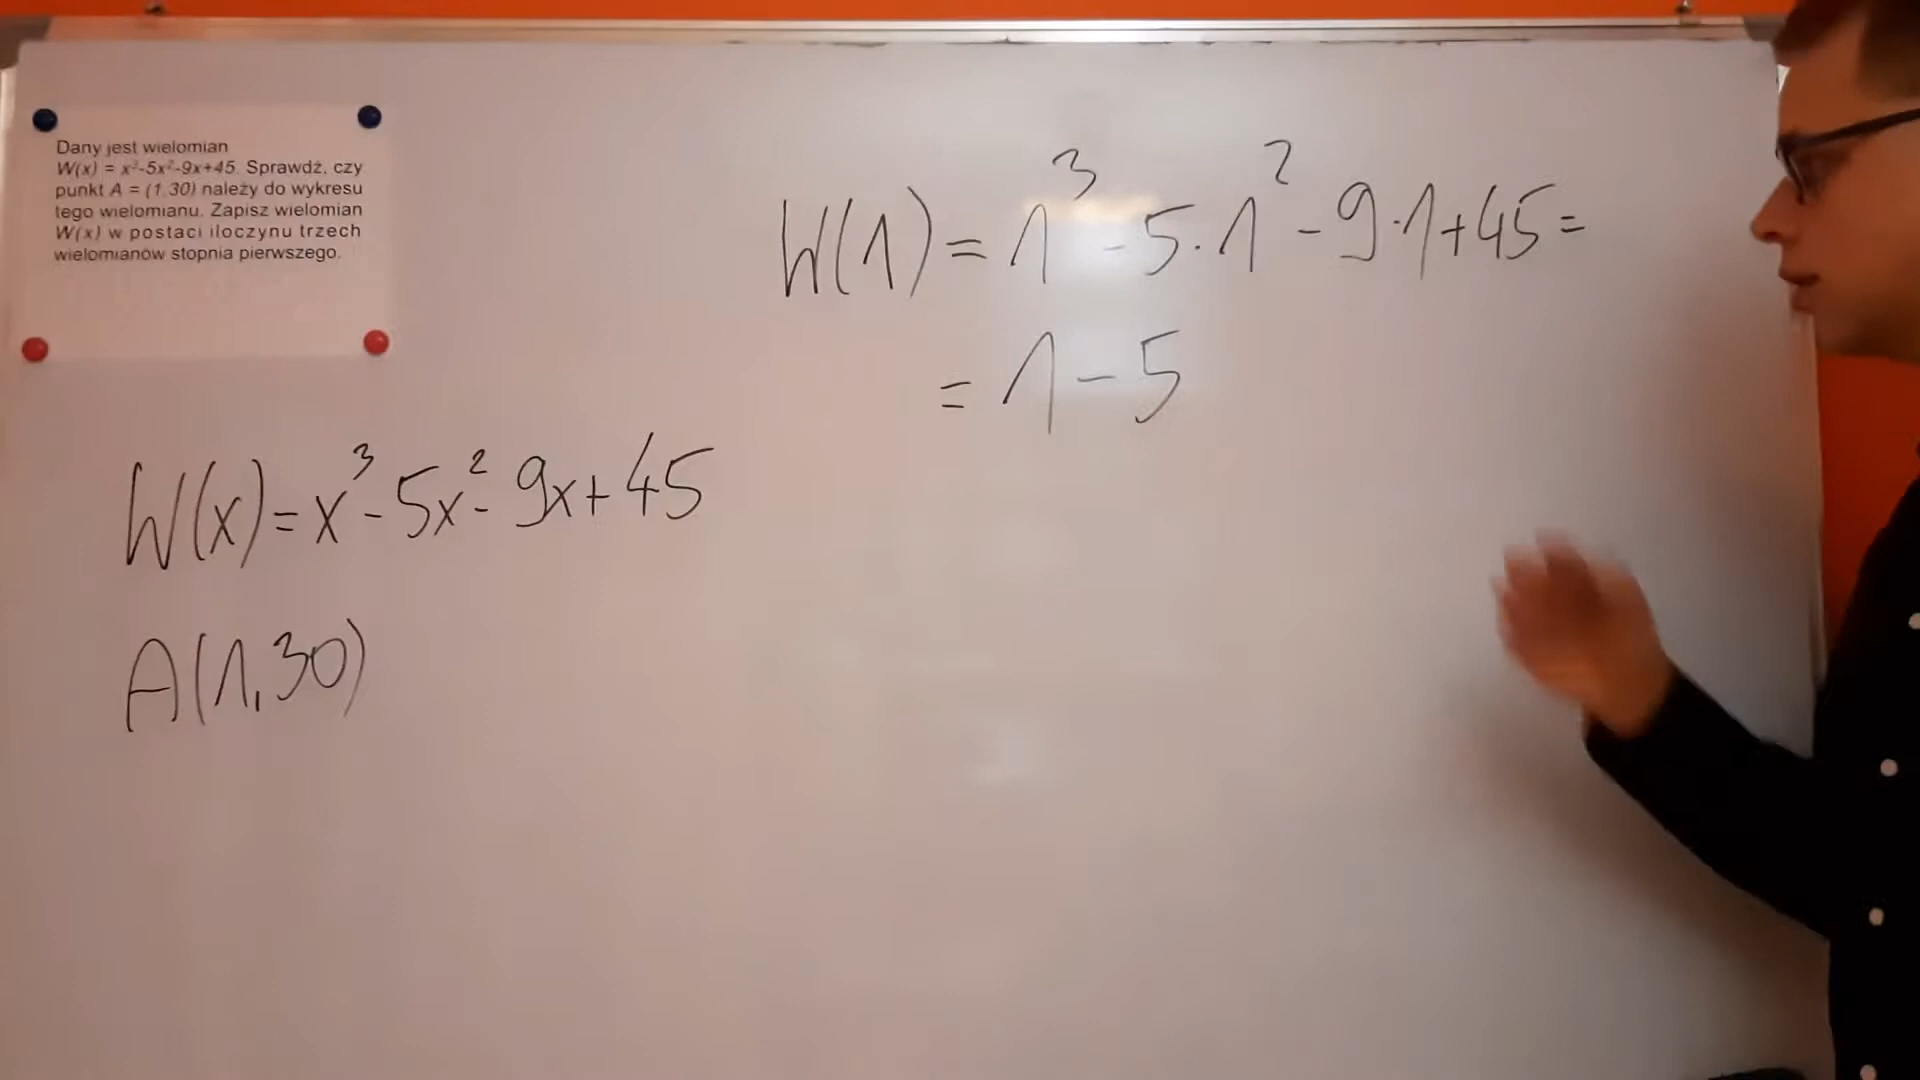 Dany jest wielomian
W(x) = x³-5x²-9x+45. Sprawdź, czy
punkt A = (1,30) należy do wykresu
tego wielomianu. Zapisz wielomian
W(x) w postaci iloczynu trzech
wielomianów stopnia pierwszego.
W(x)=x³-5x²-9x+45
A(1,30)
W(1)=1³-5·1²-9·1+45=
=1-5